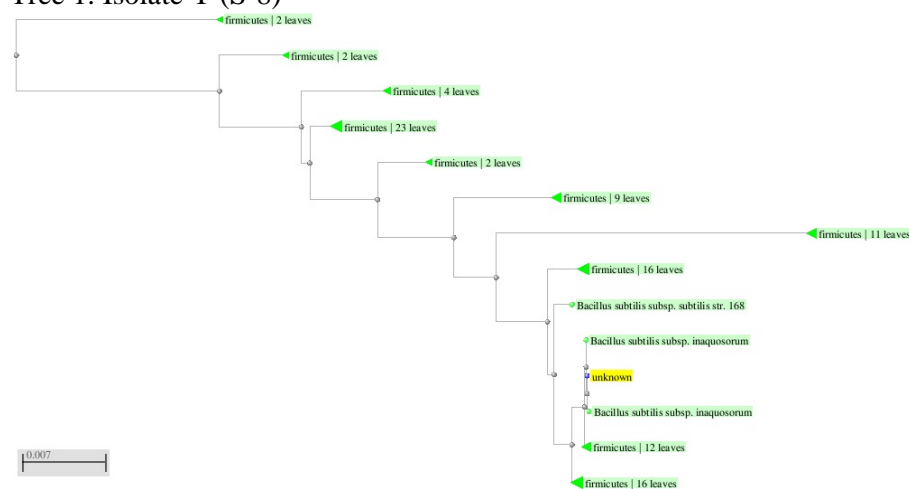 Tree 1: Isolate 1 (S-8)
firmicutes | 2 leaves
firmicutes | 2 leaves
firmicutes | 4 leaves
firmicutes | 23 leaves
firmicutes | 2 leaves
firmicutes | 9 leaves
firmicutes | 11 leaves
firmicutes | 16 leaves
Bacillus subtilis subsp. subtilis str. 168
Bacillus subtilis subsp. inaquosorum
unknown
Bacillus subtilis subsp. inaquosorum
firmicutes | 12 leaves
0.007
firmicutes | 16 leaves